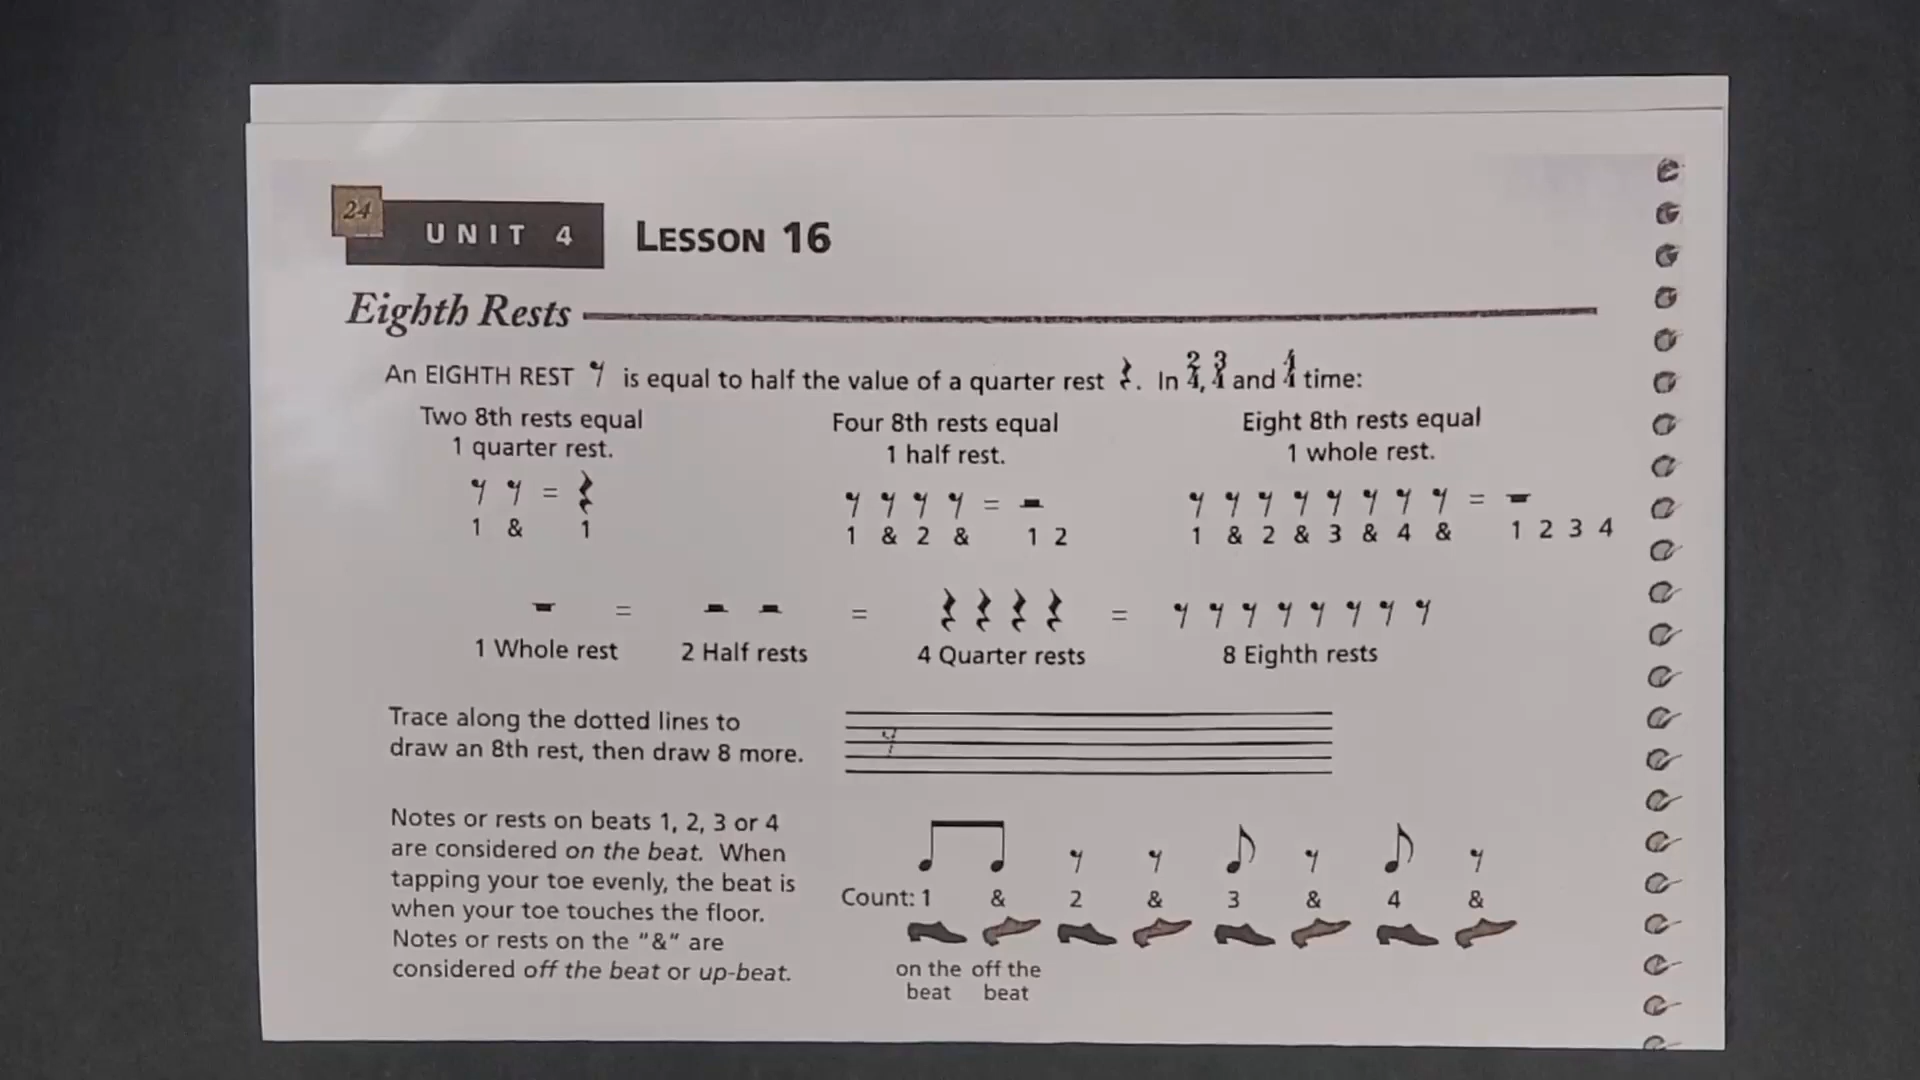 24
UNIT 4 LESSON 16
Eighth Rests
An EIGHTH REST 𝄾 is equal to half the value of a quarter rest 𝄽. In 2/4, 3/4 and 4/4 time:
Two 8th rests equal
1 quarter rest.
𝄾 𝄾 = 𝄽
1 & 1
Four 8th rests equal
1 half rest.
𝄾 𝄾 𝄾 𝄾 = 𝄼
1 & 2 & 1 2
Eight 8th rests equal
1 whole rest.
𝄾 𝄾 𝄾 𝄾 𝄾 𝄾 𝄾 𝄾 = 𝄻
1 & 2 & 3 & 4 & 1 2 3 4
𝄻 = 𝄼 𝄼 = 𝄽 𝄽 𝄽 𝄽 = 𝄾 𝄾 𝄾 𝄾 𝄾 𝄾 𝄾 𝄾
1 Whole rest 2 Half rests 4 Quarter rests 8 Eighth rests
Trace along the dotted lines to
draw an 8th rest, then draw 8 more.
Notes or rests on beats 1, 2, 3 or 4
are considered on the beat. When
tapping your toe evenly, the beat is
when your toe touches the floor.
Notes or rests on the "&" are
considered off the beat or up-beat.
Count: 1 & 2 & 3 & 4 &
on the off the
beat beat